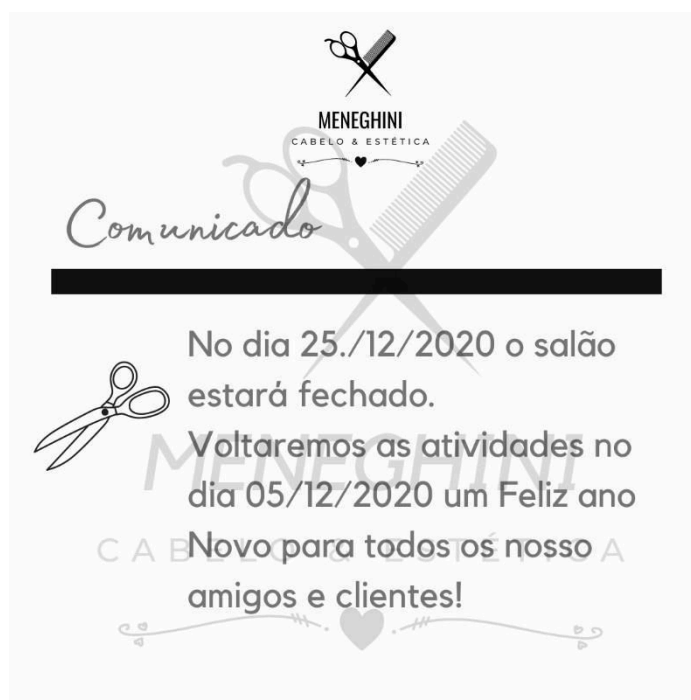 MENEGHINI
CABELO & ESTÉTICA
Comunicado
No dia 25./12/2020 o salão
estará fechado.
Voltaremos as atividades no
dia 05/12/2020 um Feliz ano
Novo para todos os nosso
amigos e clientes!
MENEGHINI
CABELO & ESTÉTICA